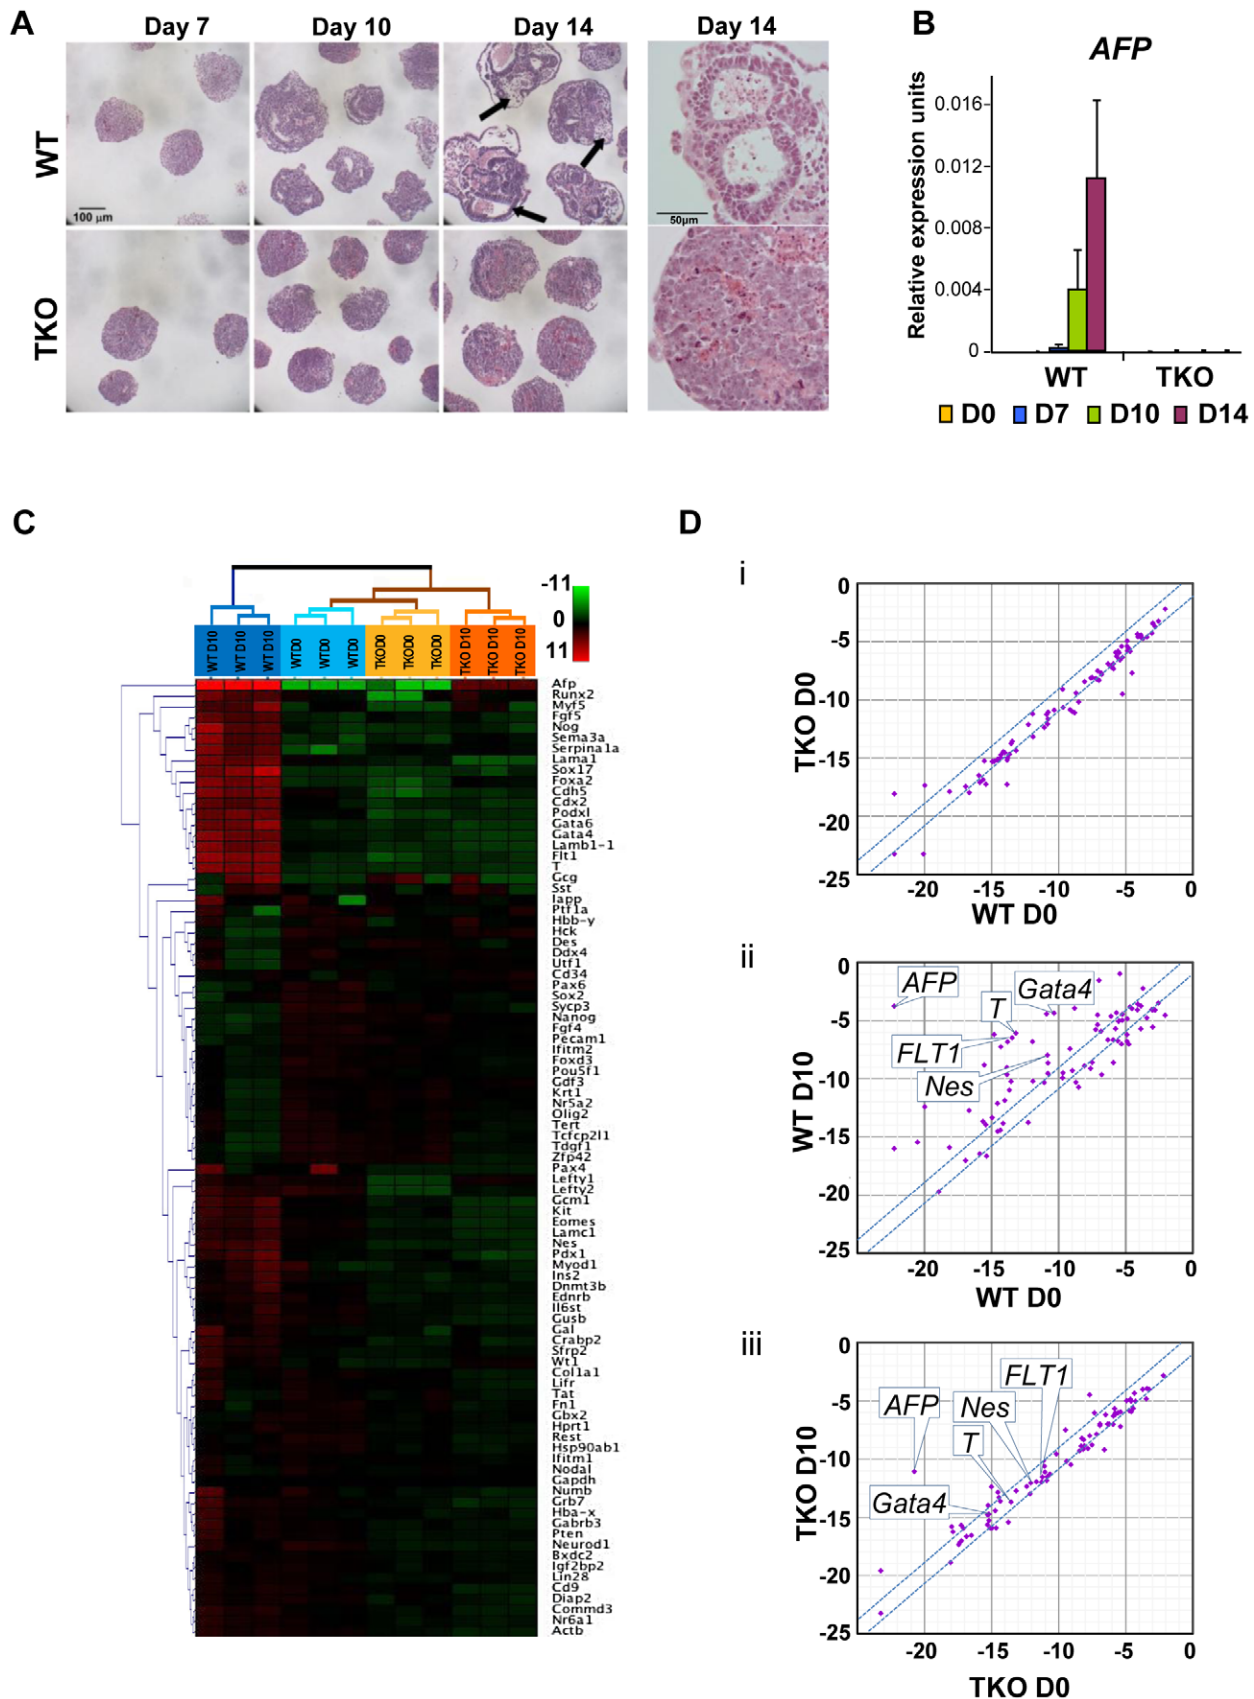 A
Day 7
Day 10
Day 14
Day 14
WT
100 µm
50µm
TKO
B
AFP
Relative expression units
0.016
0.012
0.008
0.004
0
WT
TKO
D0 D7 D10 D14
C
-11
0
11
WT D10
WT D10
WT D10
WTD0
WTD0
WTD0
TKOD0
TKOD0
TKOD0
TKO D10
TKO D10
TKO D10
Afp
Runx2
Myf5
Fgf5
Nog
Sema3a
Serpina1a
Lama1
Sox17
Foxa2
Cdh5
Cdx2
Podxl
Gata6
Gata4
Lamb1-1
Flt1
T
Gcg
Sst
Iapp
Ptf1a
Hbb-y
Hck
Des
Ddx4
Utf1
Cd34
Pax6
Sox2
Sycp3
Nanog
Fgf4
Pecam1
Ifitm2
Foxd3
Pou5f1
Gdf3
Krt1
Nr5a2
Olig2
Tert
Tcfcp2l1
Tdgf1
Zfp42
Pax4
Lefty1
Lefty2
Gcm1
Kit
Eomes
Lamc1
Nes
Pdx1
Myod1
Ins2
Dnmt3b
Ednrb
Il6st
Gusb
Gal
Crabp2
Sfrp2
Wt1
Col1a1
Lifr
Tat
Fn1
Gbx2
Hprt1
Rest
Hsp90ab1
Ifitm1
Nodal
Gapdh
Numb
Grb7
Hba-x
Gabrb3
Pten
Neurod1
Bxdc2
Igf2bp2
Lin28
Cd9
Diap2
Commd3
Nr6a1
Actb
D
i
0
-5
-10
-15
-20
-25
TKO D0
-20 -15 -10 -5 0
WT D0
ii
0
-5
-10
-15
-20
-25
WT D10
AFP
T
Gata4
FLT1
Nes
-20 -15 -10 -5 0
WT D0
iii
0
-5
-10
-15
-20
-25
TKO D10
FLT1
AFP
Nes
T
Gata4
-20 -15 -10 -5 0
TKO D0